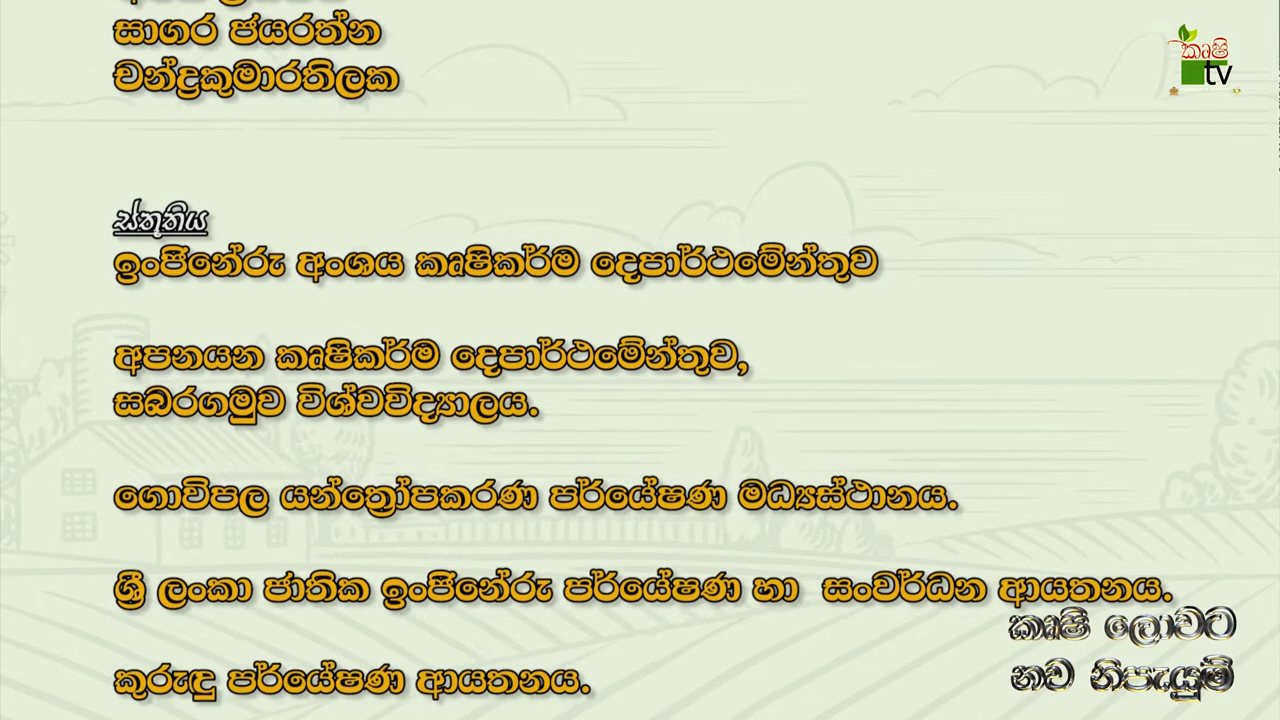 සාගර ජයරත්න
චන්ද්‍රකුමාරතිලක
කෘෂි
tv
ස්තූතිය
ඉංජිනේරු අංශය කෘෂිකර්ම දෙපාර්ථමේන්තුව
අපනයන කෘෂිකර්ම දෙපාර්ථමේන්තුව,
සබරගමුව විශ්වවිද්‍යාලය.
ගොවිපල යන්ත්‍රෝපකරණ පර්යේෂණ මධ්‍යස්ථානය.
ශ්‍රී ලංකා ජාතික ඉංජිනේරු පර්යේෂණ හා සංවර්ධන ආයතනය.
කුරුඳු පර්යේෂණ ආයතනය.
කෘෂි ලොවට
නව නිපැයුම්